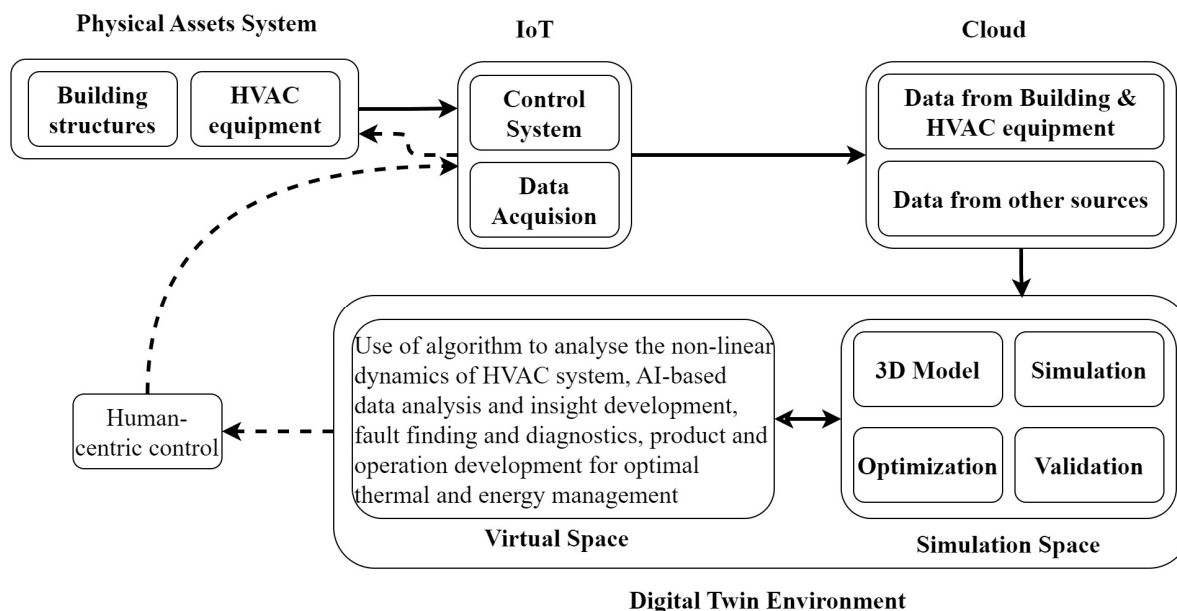 Physical Assets System
IoT
Cloud
Building
structures
HVAC
equipment
Control
System
Data
Acquision
Data from Building &
HVAC equipment
Data from other sources
Use of algorithm to analyse the non-linear
dynamics of HVAC system, AI-based
data analysis and insight development,
fault finding and diagnostics, product and
operation development for optimal
thermal and energy management
Virtual Space
3D Model
Simulation
Optimization
Validation
Simulation Space
Human-
centric control
Digital Twin Environment